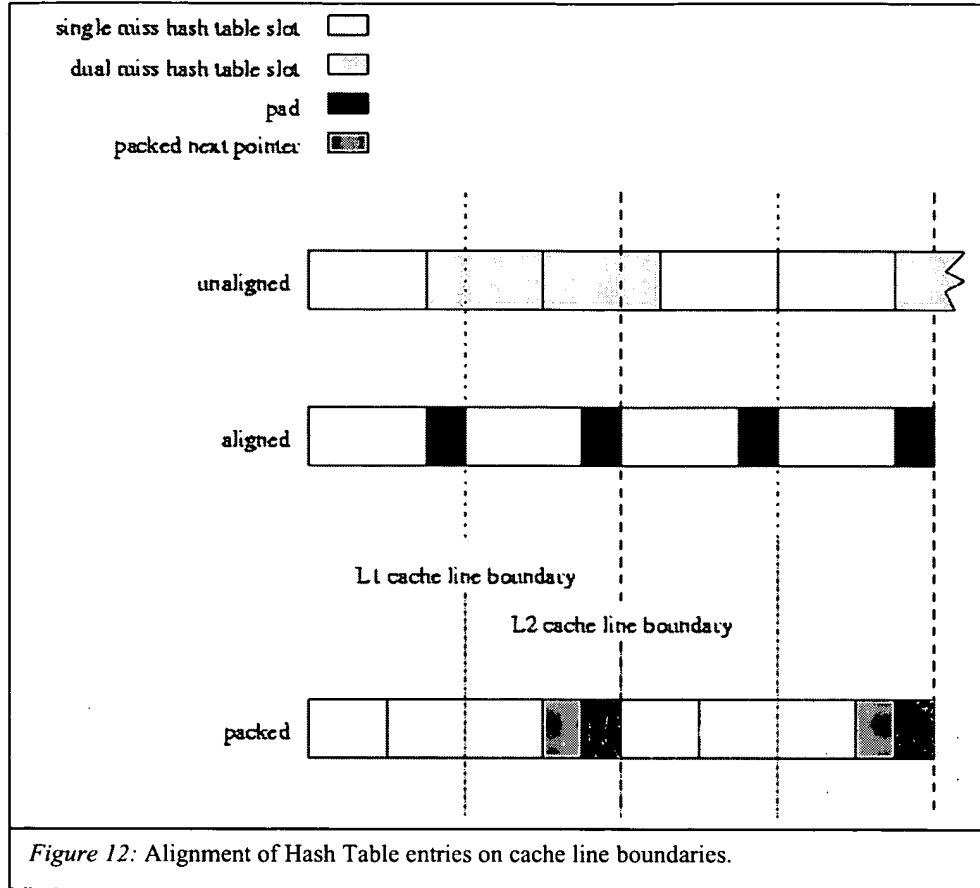 single miss hash table slot
dual miss hash table slot
pad
packed next pointer
unaligned
aligned
L1 cache line boundary
L2 cache line boundary
packed
Figure 12: Alignment of Hash Table entries on cache line boundaries.